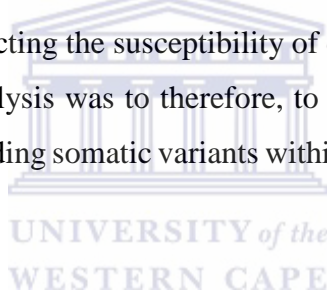 cting the susceptibility of
lysis was to therefore, to
ding somatic variants withi
UNIVERSITY of the
WESTERN CAPE